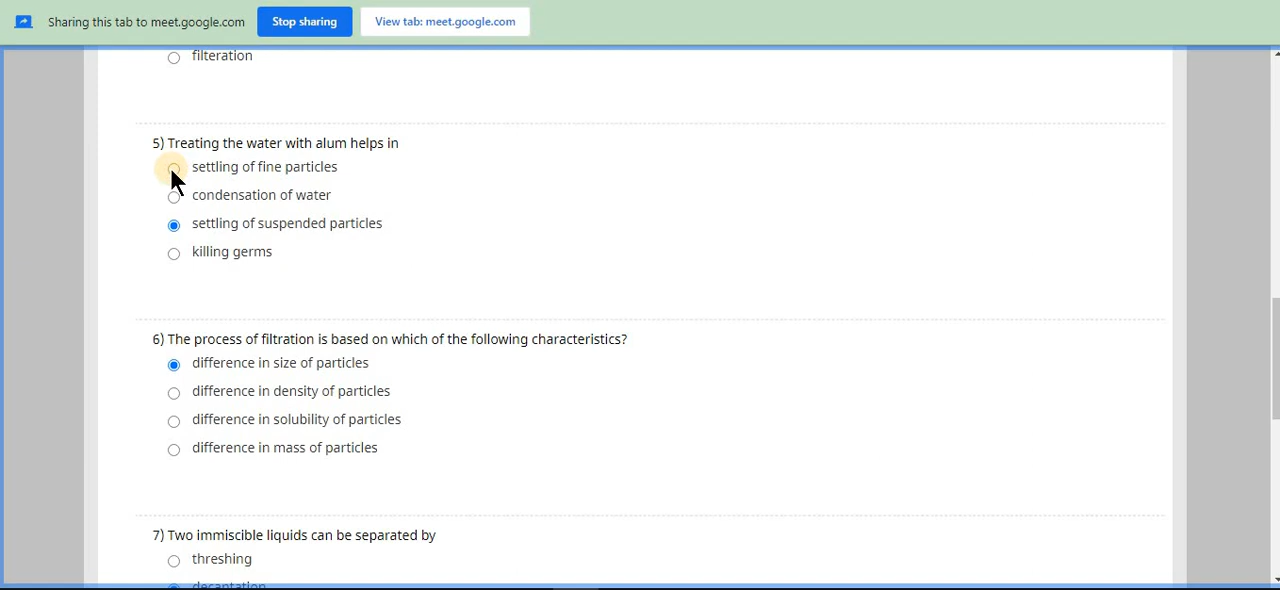 Sharing this tab to meet.google.com Stop sharing View tab: meet.google.com
filteration
5) Treating the water with alum helps in
settling of fine particles
condensation of water
settling of suspended particles
killing germs
6) The process of filtration is based on which of the following characteristics?
difference in size of particles
difference in density of particles
difference in solubility of particles
difference in mass of particles
7) Two immiscible liquids can be separated by
threshing
decantation